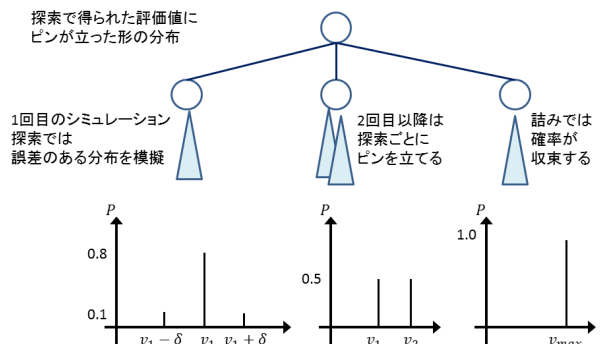 探索で得られた評価値に
ピンが立った形の分布
1回目のシミュレーション
探索では
誤差のある分布を模擬
2回目以降は
探索ごとに
ピンを立てる
詰みでは
確率が
収束する
P
0.8
0.1
v₁ − δ v₁ v₁ + δ
P
0.5
v₁ v₂
P
1.0
vₘₐₓ